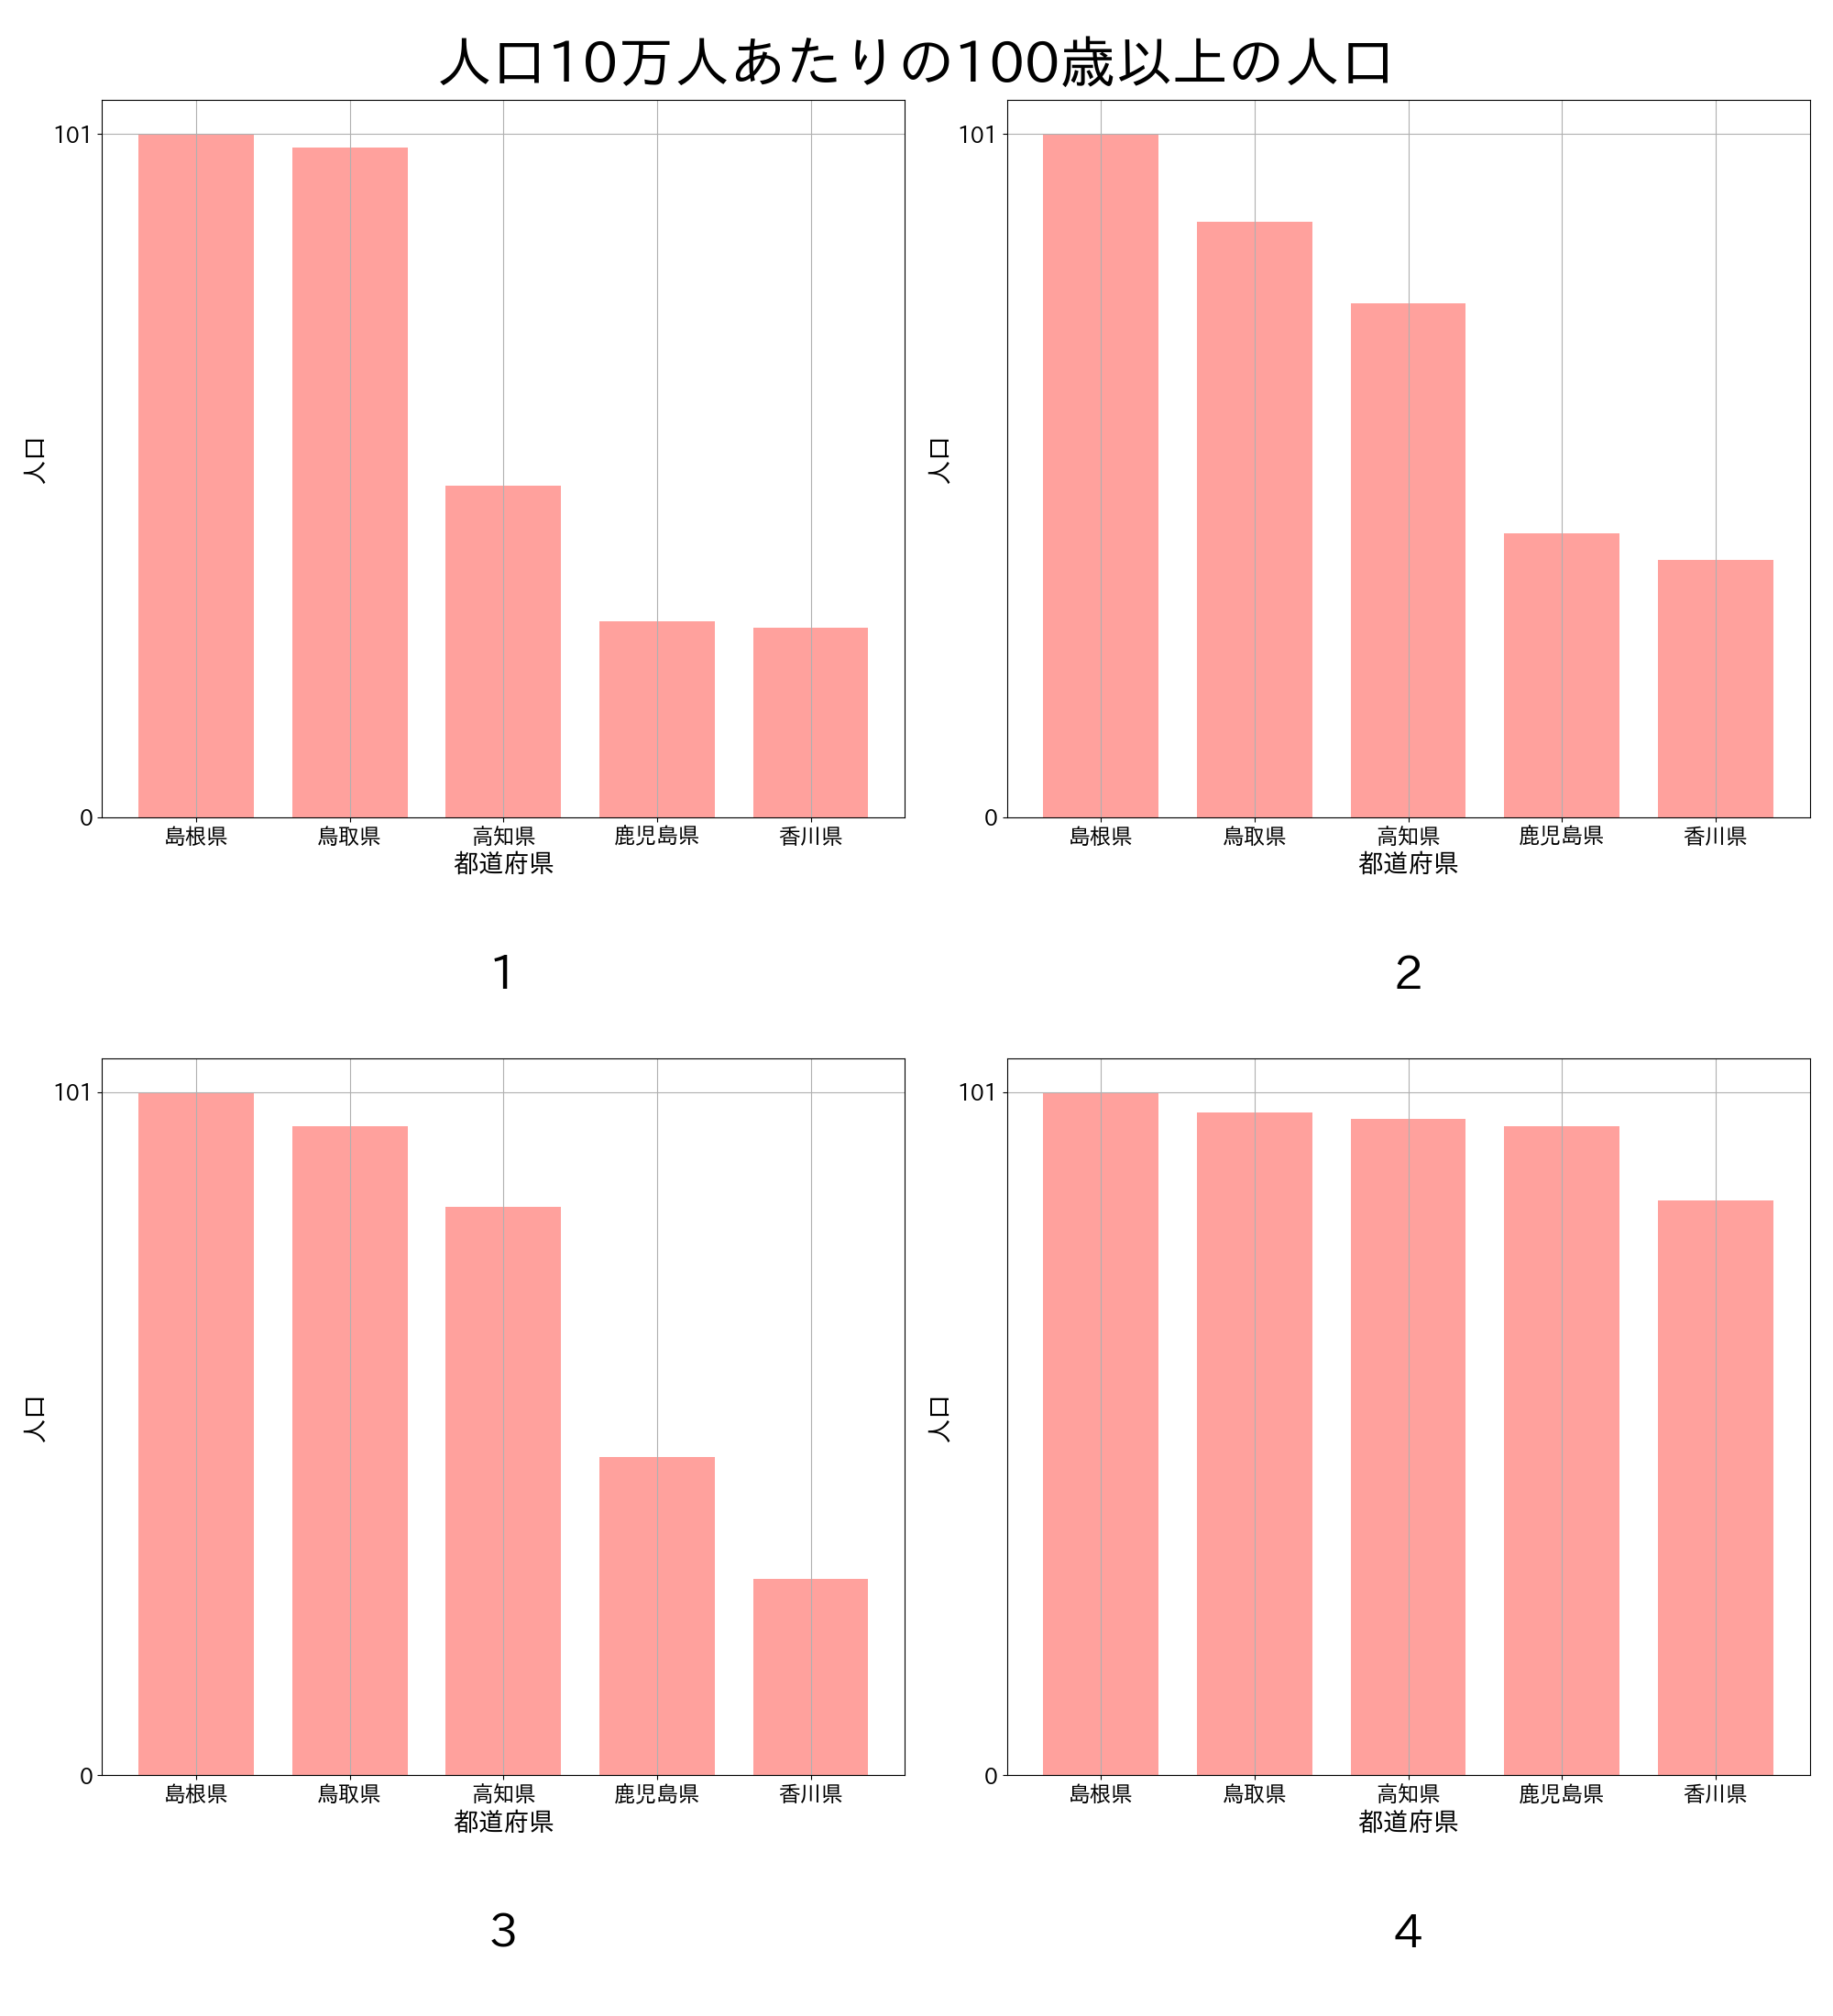 人口10万人あたりの100歳以上の人口
101
人口
0
島根県 鳥取県 高知県 鹿児島県 香川県
都道府県
1
101
人口
0
島根県 鳥取県 高知県 鹿児島県 香川県
都道府県
2
101
人口
0
島根県 鳥取県 高知県 鹿児島県 香川県
都道府県
3
101
人口
0
島根県 鳥取県 高知県 鹿児島県 香川県
都道府県
4